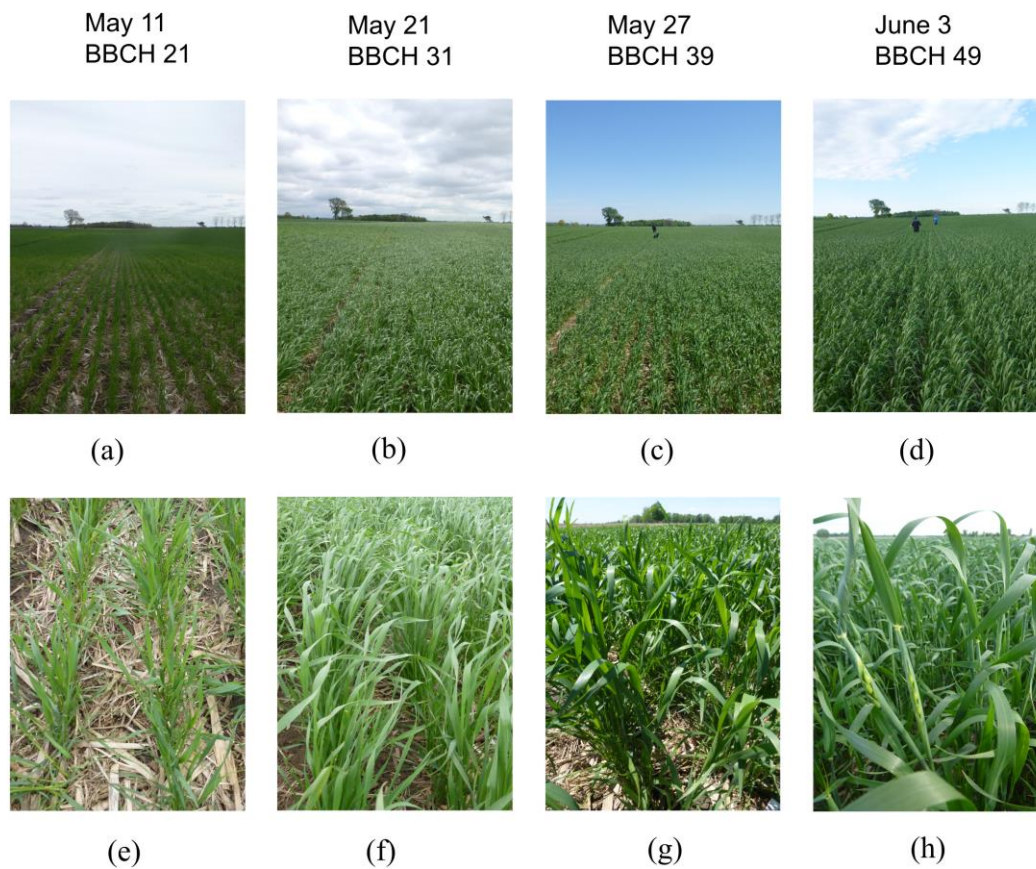 May 11
BBCH 21
May 21
BBCH 31
May 27
BBCH 39
June 3
BBCH 49
(a)
(b)
(c)
(d)
(e)
(f)
(g)
(h)